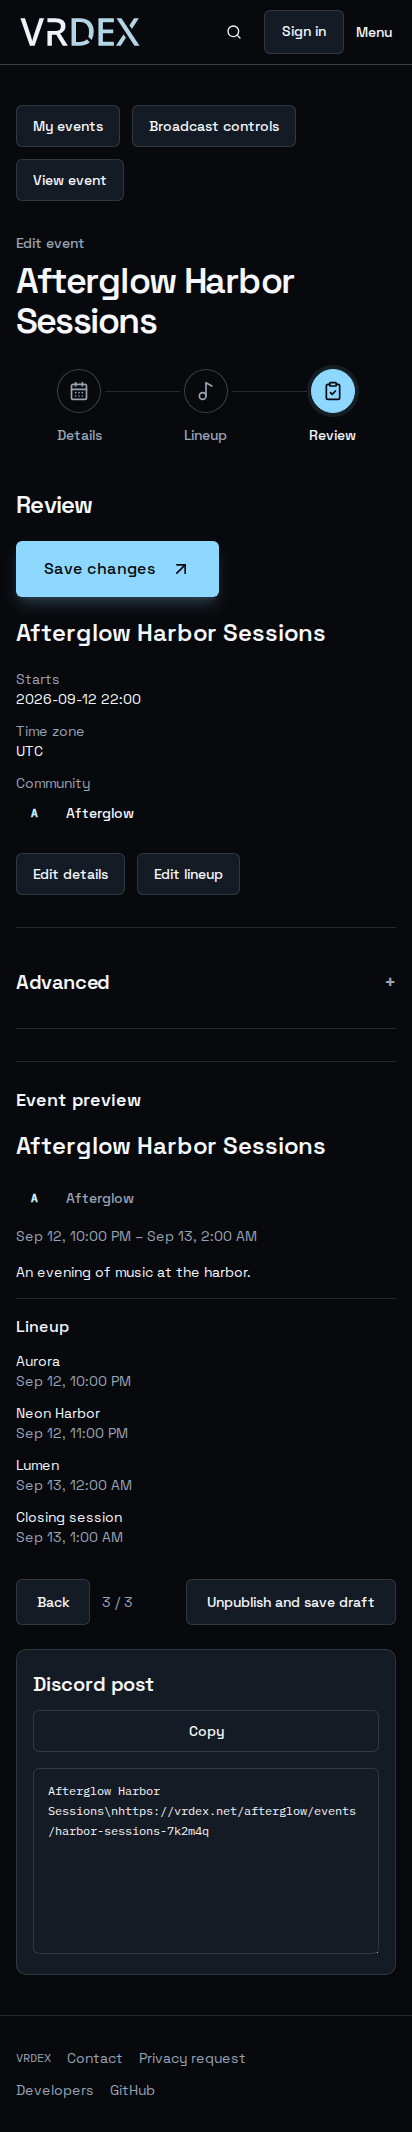 VRDEX
Sign in
Menu
My events
Broadcast controls
View event
Edit event
Afterglow Harbor
Sessions
Details
Lineup
Review
Review
Save changes
Afterglow Harbor Sessions
Starts
2026-09-12 22:00
Time zone
UTC
Community
A
Afterglow
Edit details
Edit lineup
Advanced
+
Event preview
Afterglow Harbor Sessions
A
Afterglow
Sep 12, 10:00 PM – Sep 13, 2:00 AM
An evening of music at the harbor.
Lineup
Aurora
Sep 12, 10:00 PM
Neon Harbor
Sep 12, 11:00 PM
Lumen
Sep 13, 12:00 AM
Closing session
Sep 13, 1:00 AM
Back
3 / 3
Unpublish and save draft
Discord post
Copy
Afterglow Harbor
Sessions\nhttps://vrdex.net/afterglow/events
/harbor-sessions-7k2m4q
VRDEX
Contact
Privacy request
Developers
GitHub